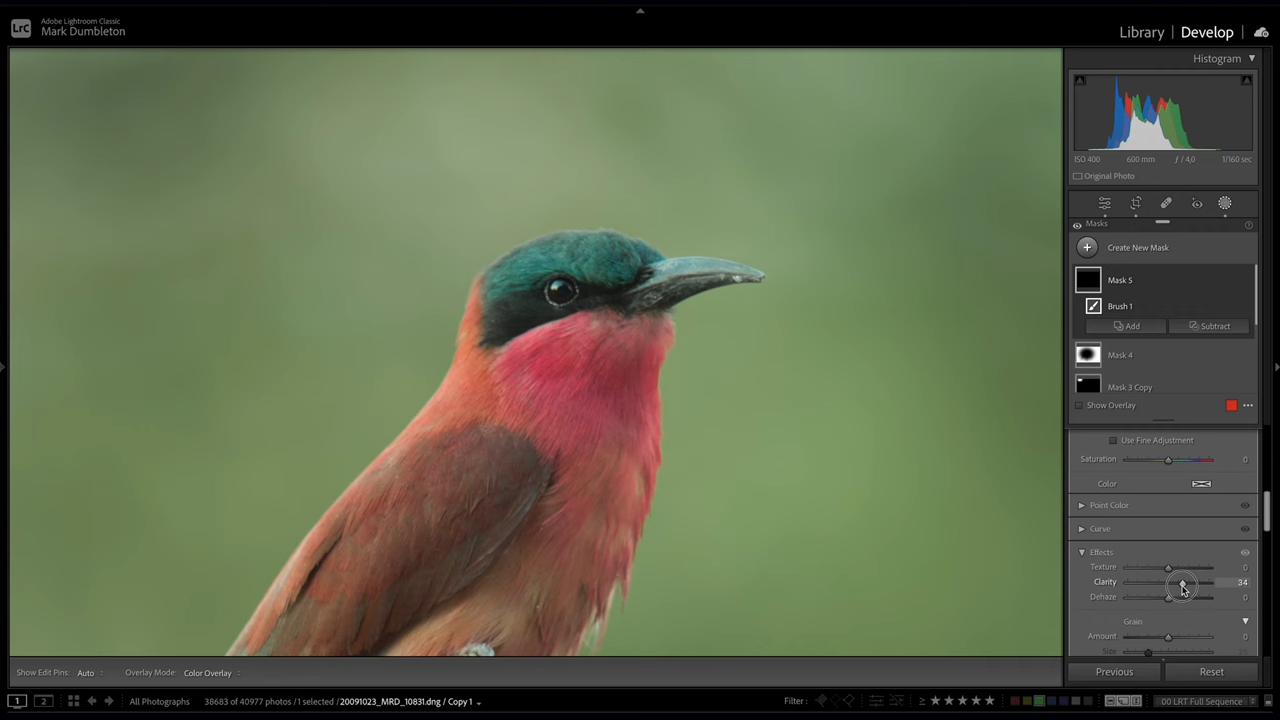 LrC
Adobe Lightroom Classic
Mark Dumbleton
Library | Develop
Histogram
ISO 400 600 mm ƒ / 4,0 1/160 sec
Original Photo
Masks
Create New Mask
Mask 5
Brush 1
Add Subtract
Mask 4
Mask 3 Copy
Show Overlay
Use Fine Adjustment
Saturation 0
Color
Point Color
Curve
Effects
Texture 0
Clarity 34
Dehaze 0
Grain
Amount 0
Size 25
Show Edit Pins: Auto Overlay Mode: Color Overlay
Previous Reset
1 2 All Photographs 38683 of 40977 photos / 1 selected / 20091023_MRD_10831.dng / Copy 1 Filter : 00 LRT Full Sequence